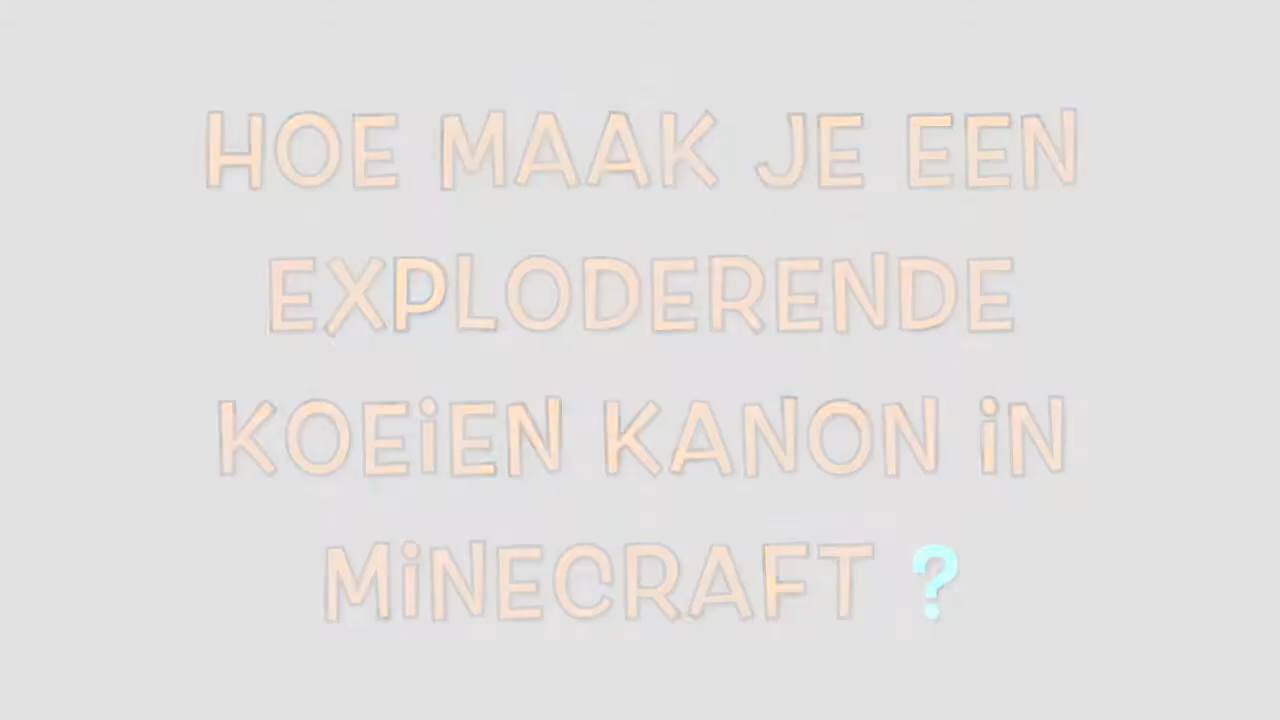 HOE MAAK JE EEN
EXPLODERENDE
KOEiEN KANON iN
MiNECRAFT ?